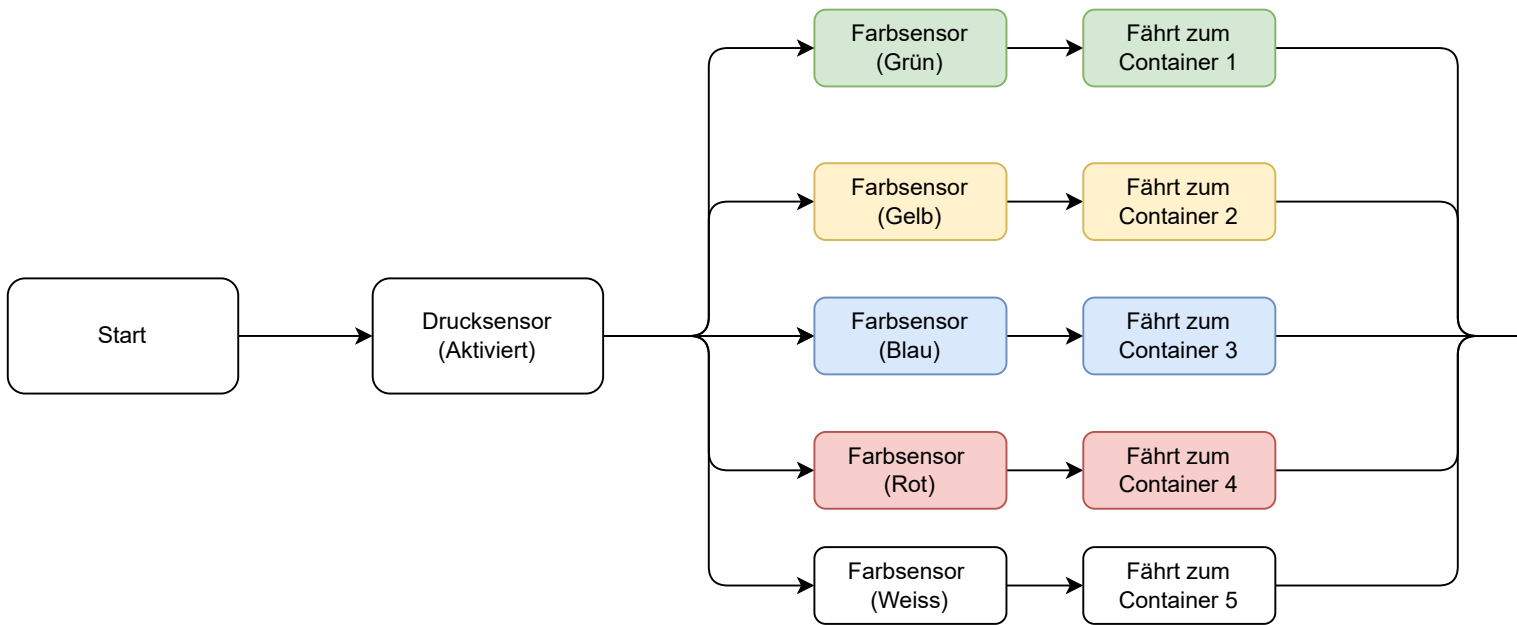 Start
Drucksensor
(Aktiviert)
Farbsensor
(Grün)
Fährt zum
Container 1
Farbsensor
(Gelb)
Fährt zum
Container 2
Farbsensor
(Blau)
Fährt zum
Container 3
Farbsensor
(Rot)
Fährt zum
Container 4
Farbsensor
(Weiss)
Fährt zum
Container 5